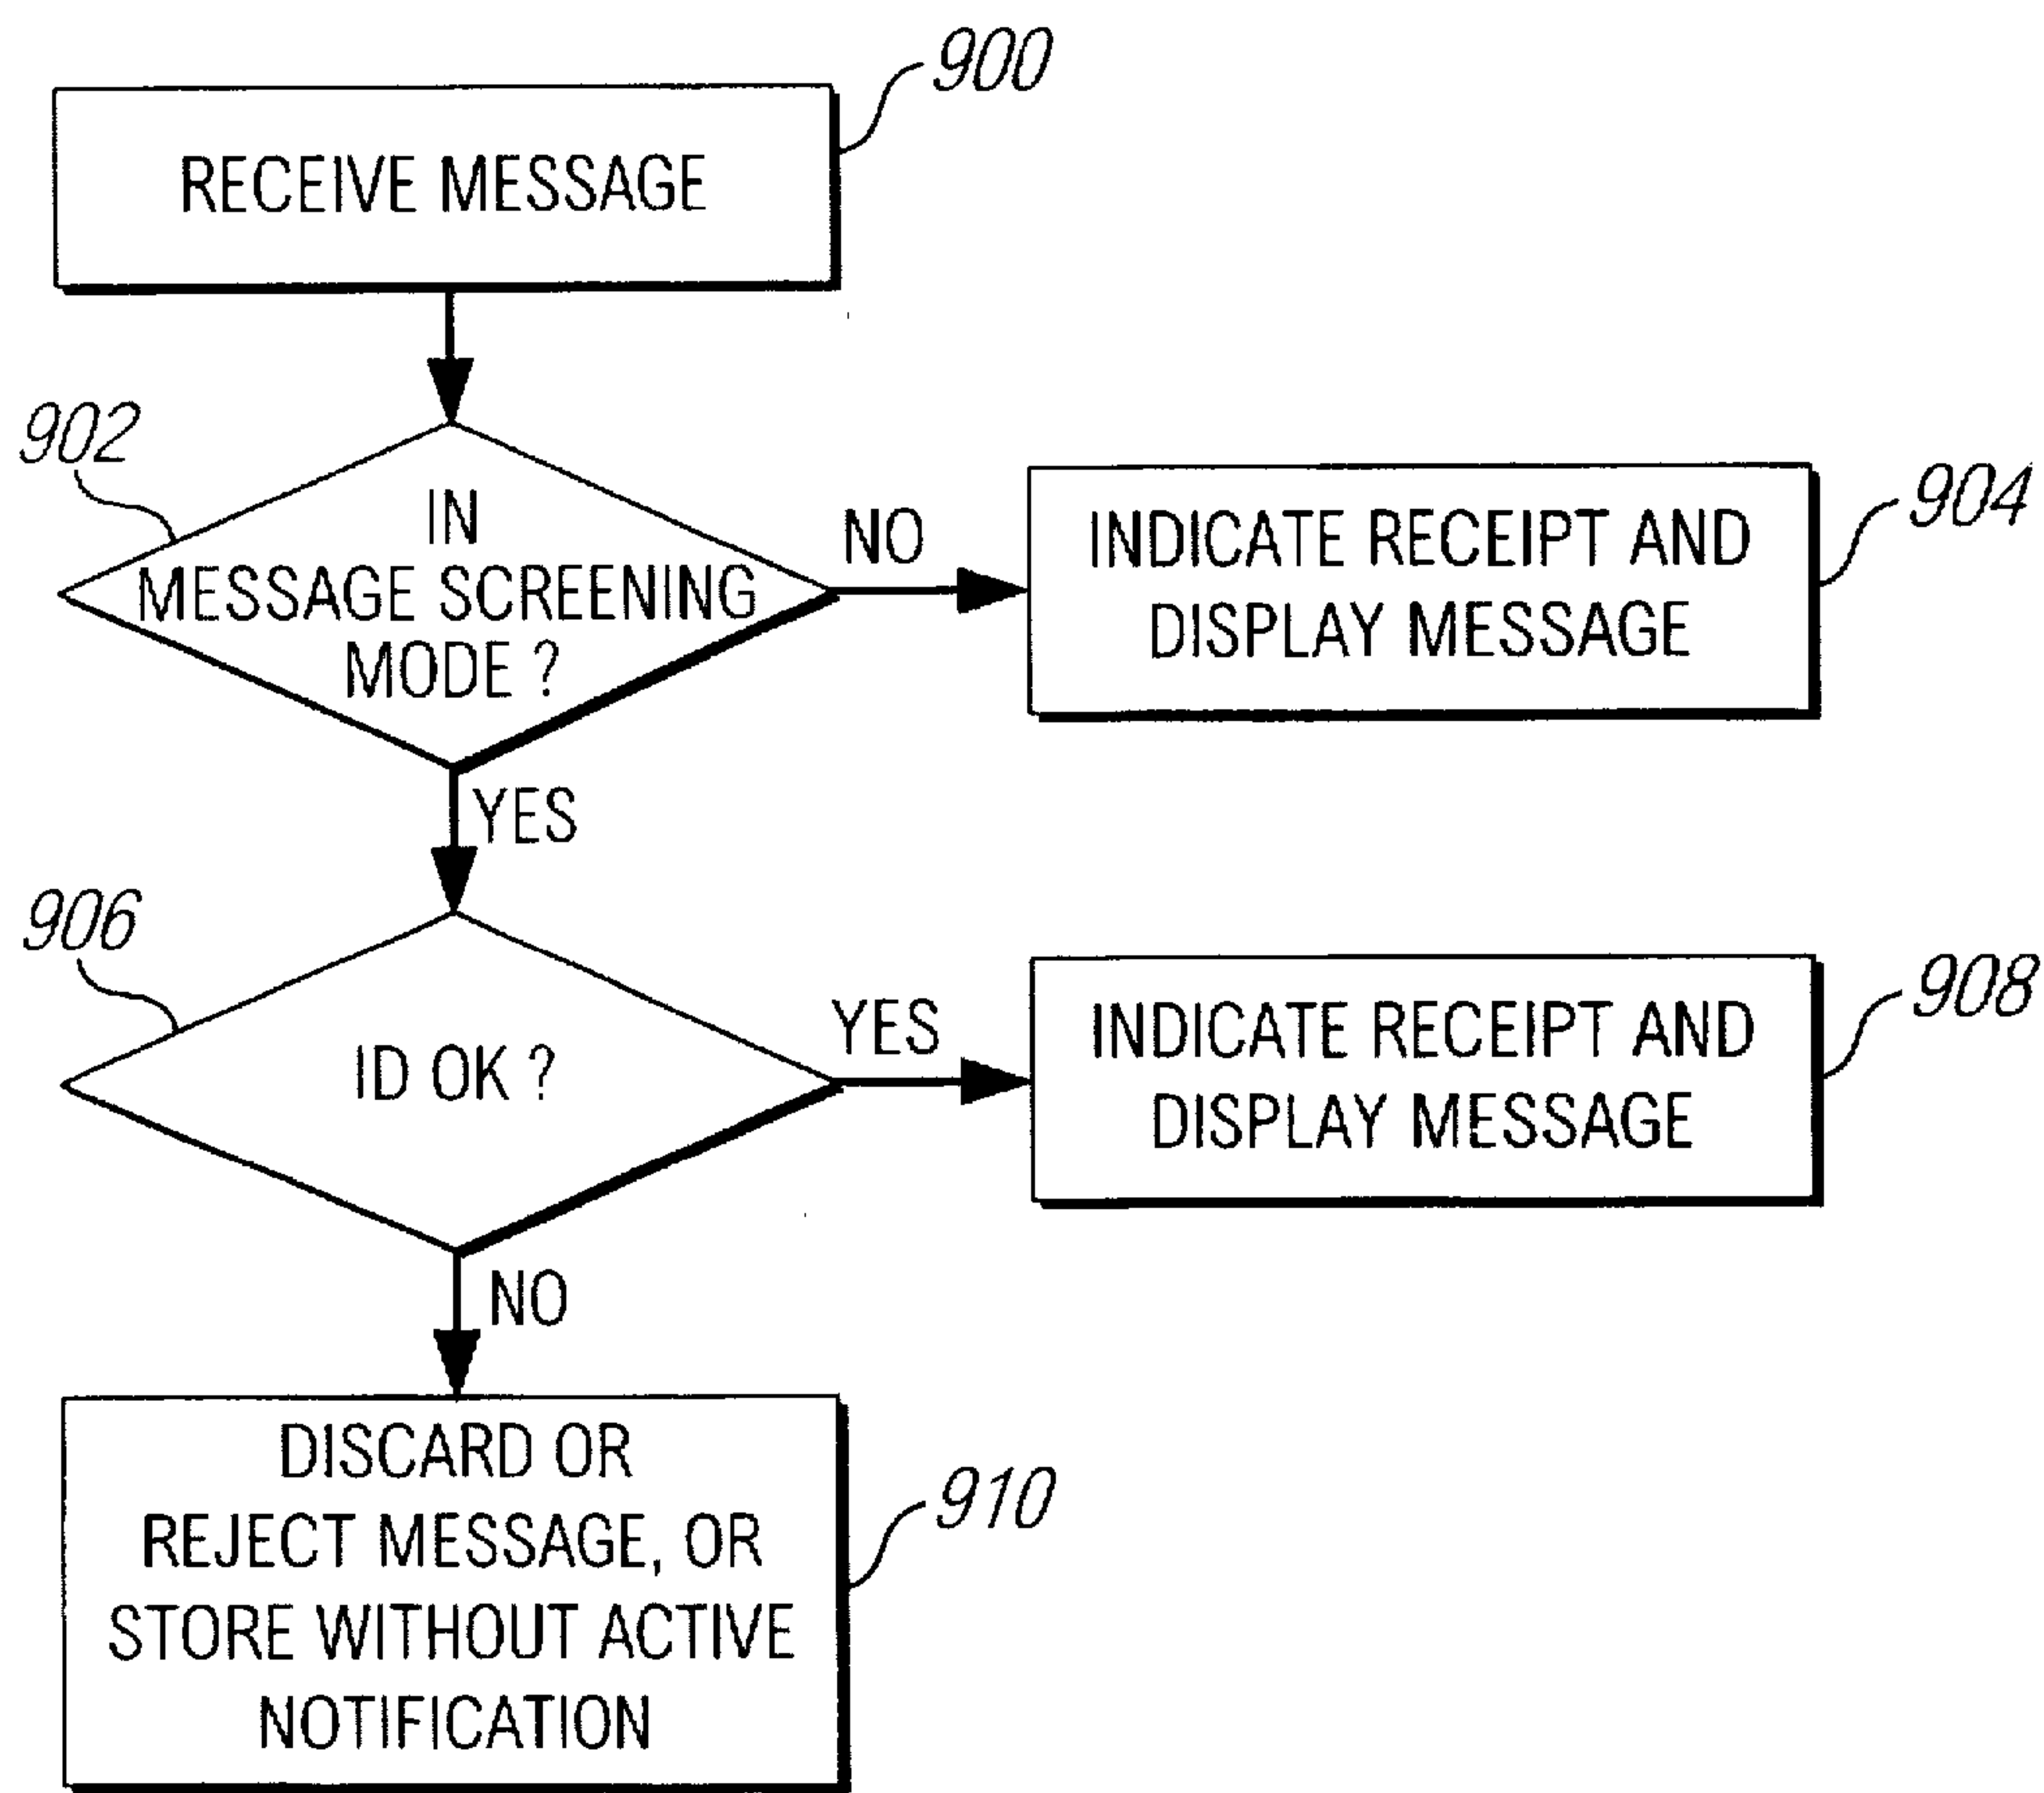 900
RECEIVE MESSAGE
902
IN
MESSAGE SCREENING
MODE ?
NO
INDICATE RECEIPT AND
DISPLAY MESSAGE
904
YES
906
ID OK ?
YES
INDICATE RECEIPT AND
DISPLAY MESSAGE
908
NO
DISCARD OR
REJECT MESSAGE, OR
STORE WITHOUT ACTIVE
NOTIFICATION
910